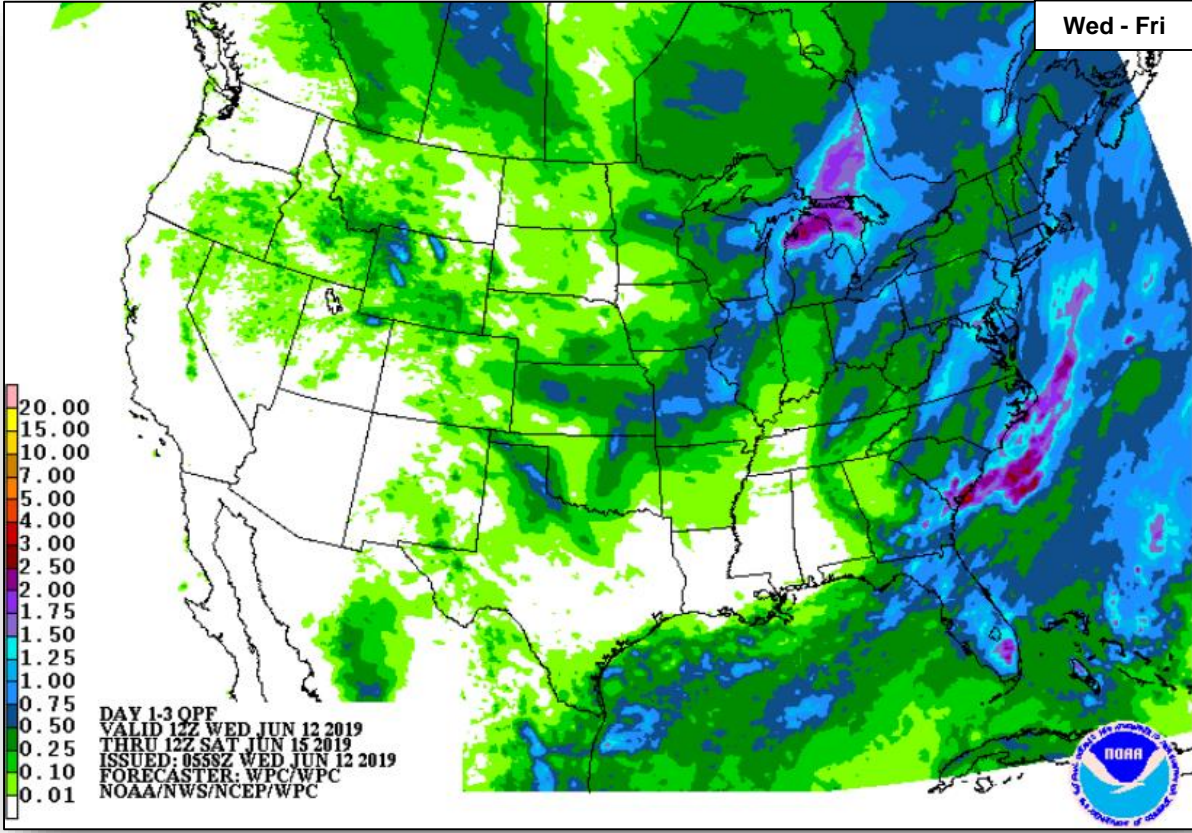 Wed - Fri
20.00
15.00
10.00
7.00
5.00
4.00
3.00
2.50
2.00
1.75
1.50
1.25
1.00
0.75
0.50
0.25
0.10
0.01
DAY 1-3 QPF
VALID 12Z WED JUN 12 2019
THRU 12Z SAT JUN 15 2019
ISSUED: 0558Z WED JUN 12 2019
FORECASTER: WPC/WPC
NOAA/NWS/NCEP/WPC
NOAA